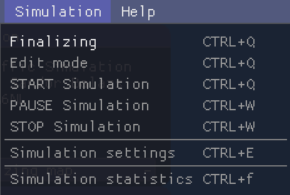 Simulation Help
Finalizing CTRL+Q
Edit mode CTRL+Q
START Simulation CTRL+Q
PAUSE Simulation CTRL+W
STOP Simulation CTRL+W
Simulation settings CTRL+E
Simulation statistics CTRL+f